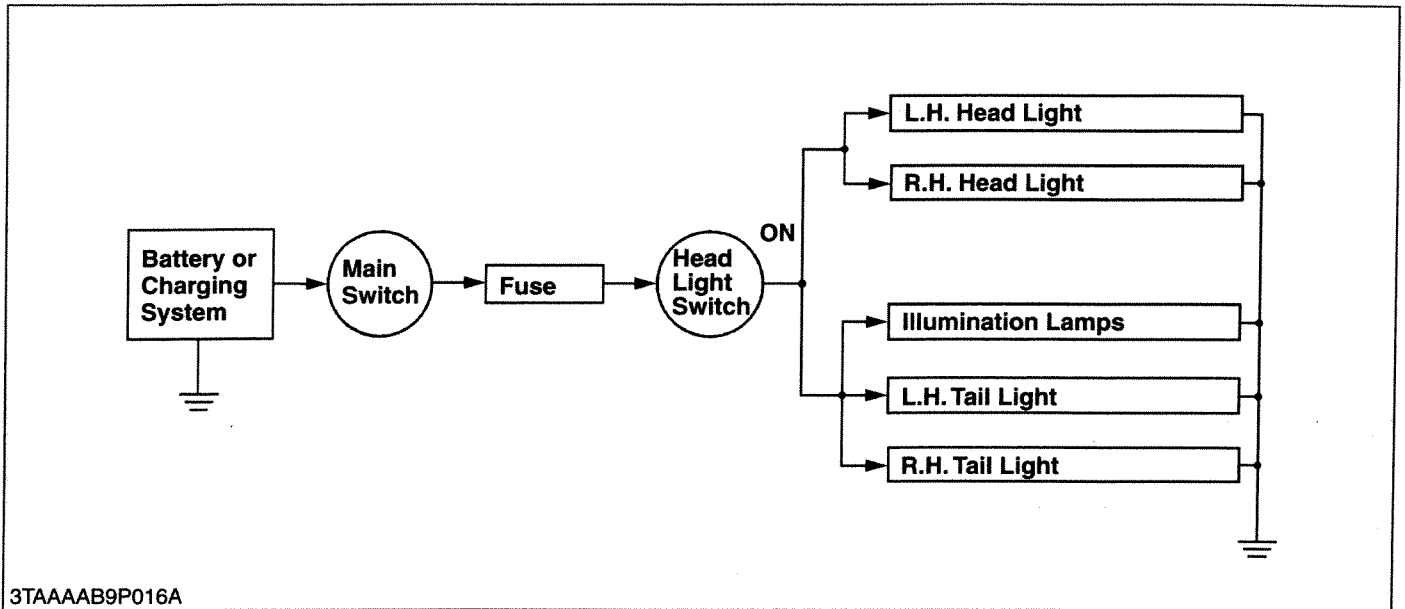 L.H. Head Light
R.H. Head Light
ON
Battery or
Charging
System
Main
Switch
Fuse
Head
Light
Switch
Illumination Lamps
L.H. Tail Light
R.H. Tail Light
3TAAAAB9P016A